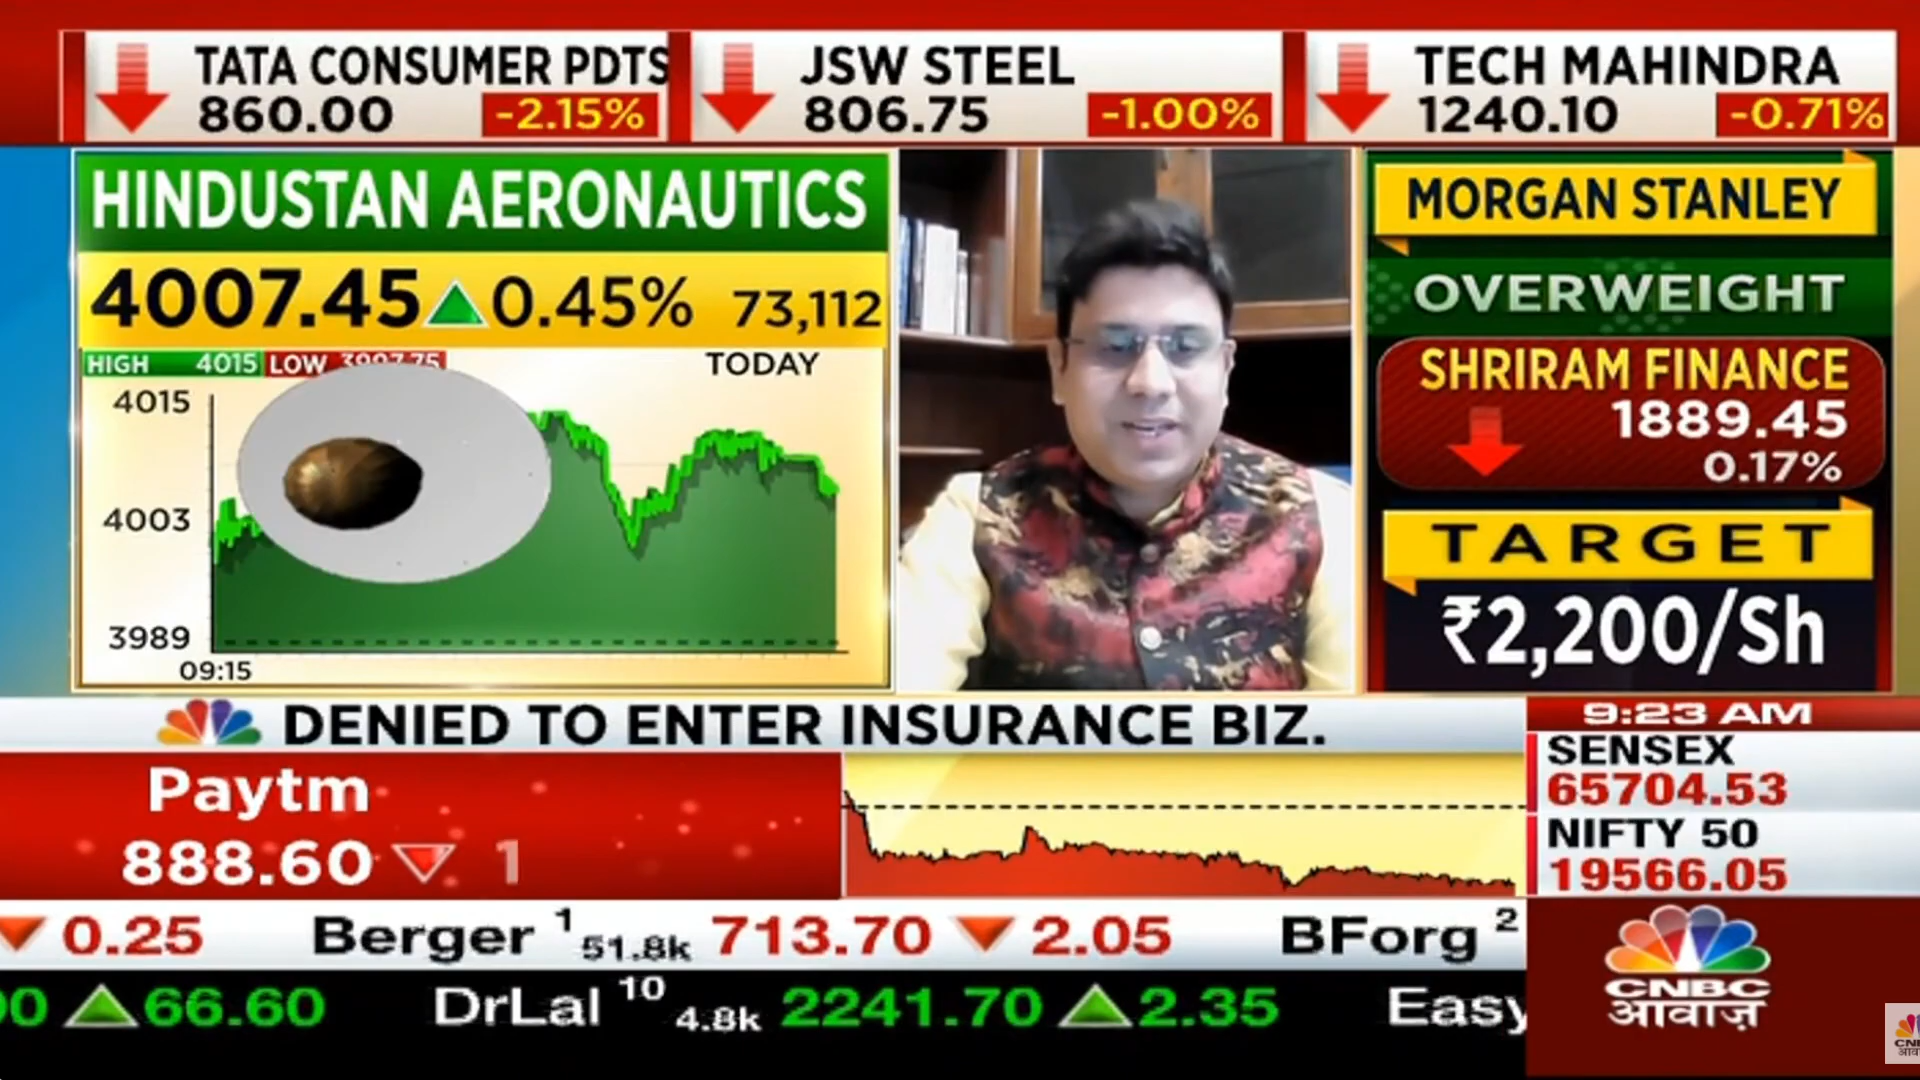 TATA CONSUMER PDTS
860.00 -2.15%
JSW STEEL
806.75 -1.00%
TECH MAHINDRA
1240.10 -0.71%
HINDUSTAN AERONAUTICS
4007.45 0.45% 73,112
HIGH 4015 LOW
TODAY
4015
4003
3989
09:15
MORGAN STANLEY
OVERWEIGHT
SHRIRAM FINANCE
1889.45
0.17%
TARGET
₹2,200/Sh
DENIED TO ENTER INSURANCE BIZ.
9:23 AM
Paytm
888.60 1
SENSEX
65704.53
NIFTY 50
19566.05
0.25 Berger 1 51.8k 713.70 2.05 BForg 2
66.60 DrLal 10 4.8k 2241.70 2.35 Easy
CNBC
आवाज़